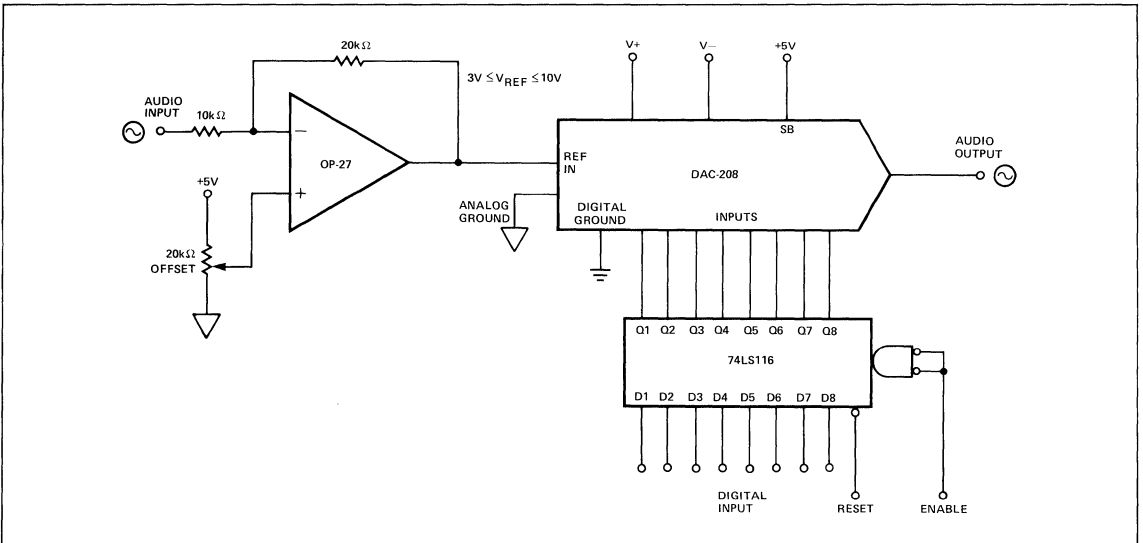 20kΩ
3V ≤ VREF ≤ 10V
AUDIO
INPUT
10kΩ
−
+
OP-27
+5V
20kΩ
OFFSET
V+
V−
+5V
SB
REF
IN
DAC-208
ANALOG
GROUND
DIGITAL
GROUND
INPUTS
AUDIO
OUTPUT
Q1 Q2 Q3 Q4 Q5 Q6 Q7 Q8
74LS116
D1 D2 D3 D4 D5 D6 D7 D8
DIGITAL
INPUT
RESET
ENABLE